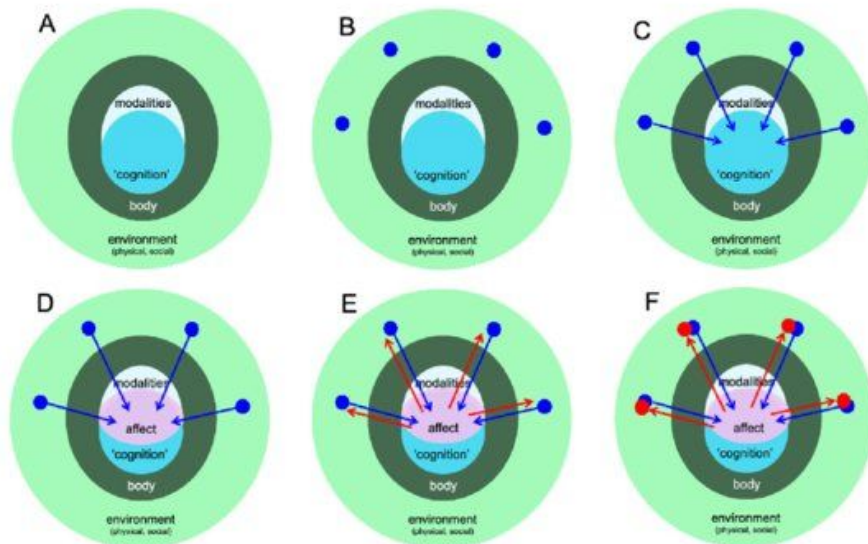 A
modalities
'cognition'
body
environment
(physical, social)
B
modalities
'cognition'
body
environment
(physical, social)
C
modalities
'cognition'
body
environment
(physical, social)
D
modalities
affect
'cognition'
body
environment
(physical, social)
E
modalities
affect
'cognition'
body
environment
(physical, social)
F
modalities
affect
'cognition'
body
environment
(physical, social)